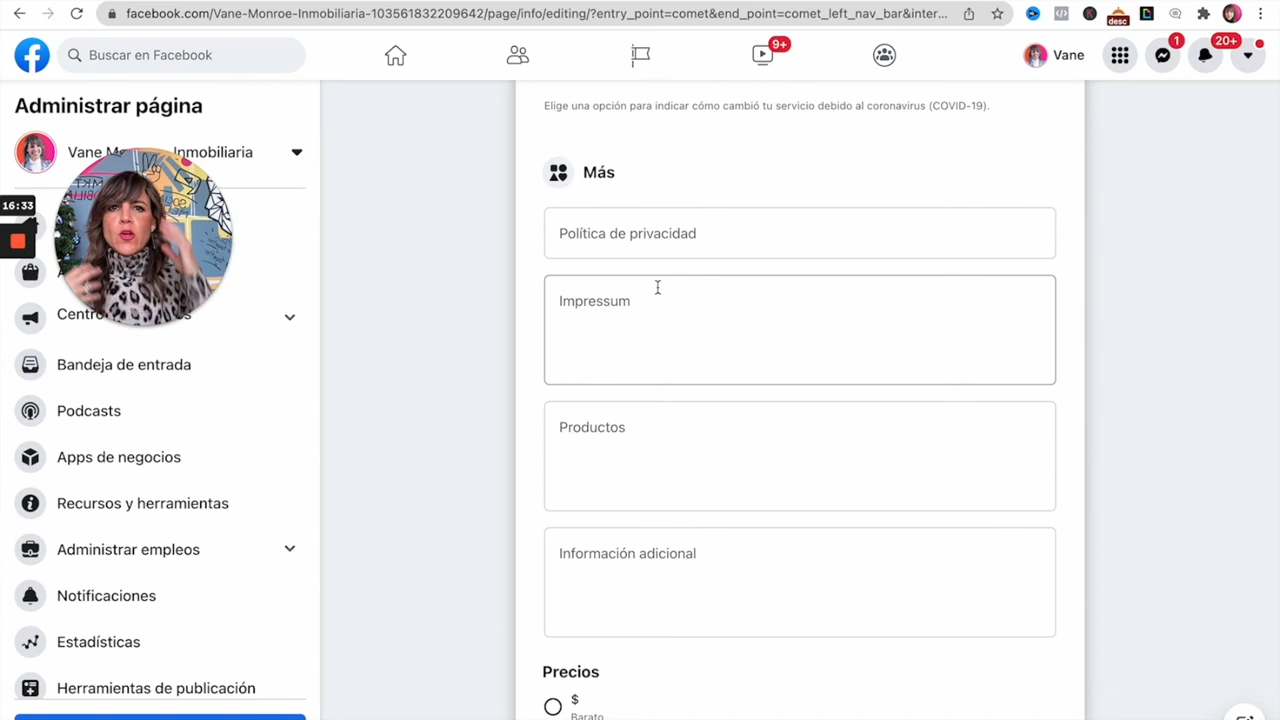 facebook.com/Vane-Monroe-Inmobiliaria-103561832209642/page/info/editing/?entry_point=comet&end_point=comet_left_nav_bar&inter...
desc
Buscar en Facebook
9+
Vane
1
20+
Administrar página
Vane Inmobiliaria
16:33
Centro
Bandeja de entrada
Podcasts
Apps de negocios
Recursos y herramientas
Administrar empleos
Notificaciones
Estadísticas
Herramientas de publicación
Elige una opción para indicar cómo cambió tu servicio debido al coronavirus (COVID-19).
Más
Política de privacidad
Impressum
Productos
Información adicional
Precios
$
Barato